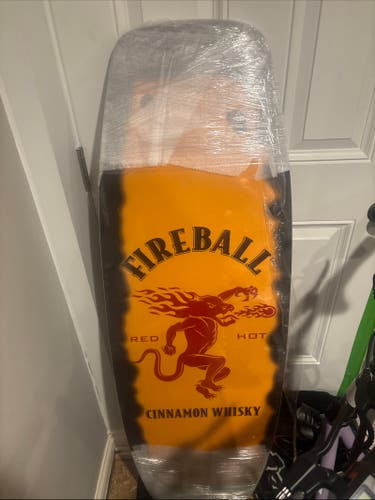 FIREBALL
RED HOT
CINNAMON WHISKY